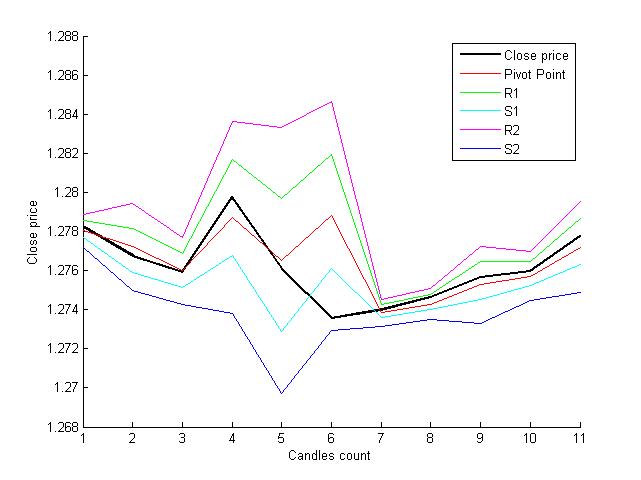 1.288
1.286
1.284
1.282
1.28
1.278
1.276
1.274
1.272
1.27
1.268
Close price
Close price
Pivot Point
R1
S1
R2
S2
1 2 3 4 5 6 7 8 9 10 11
Candles count